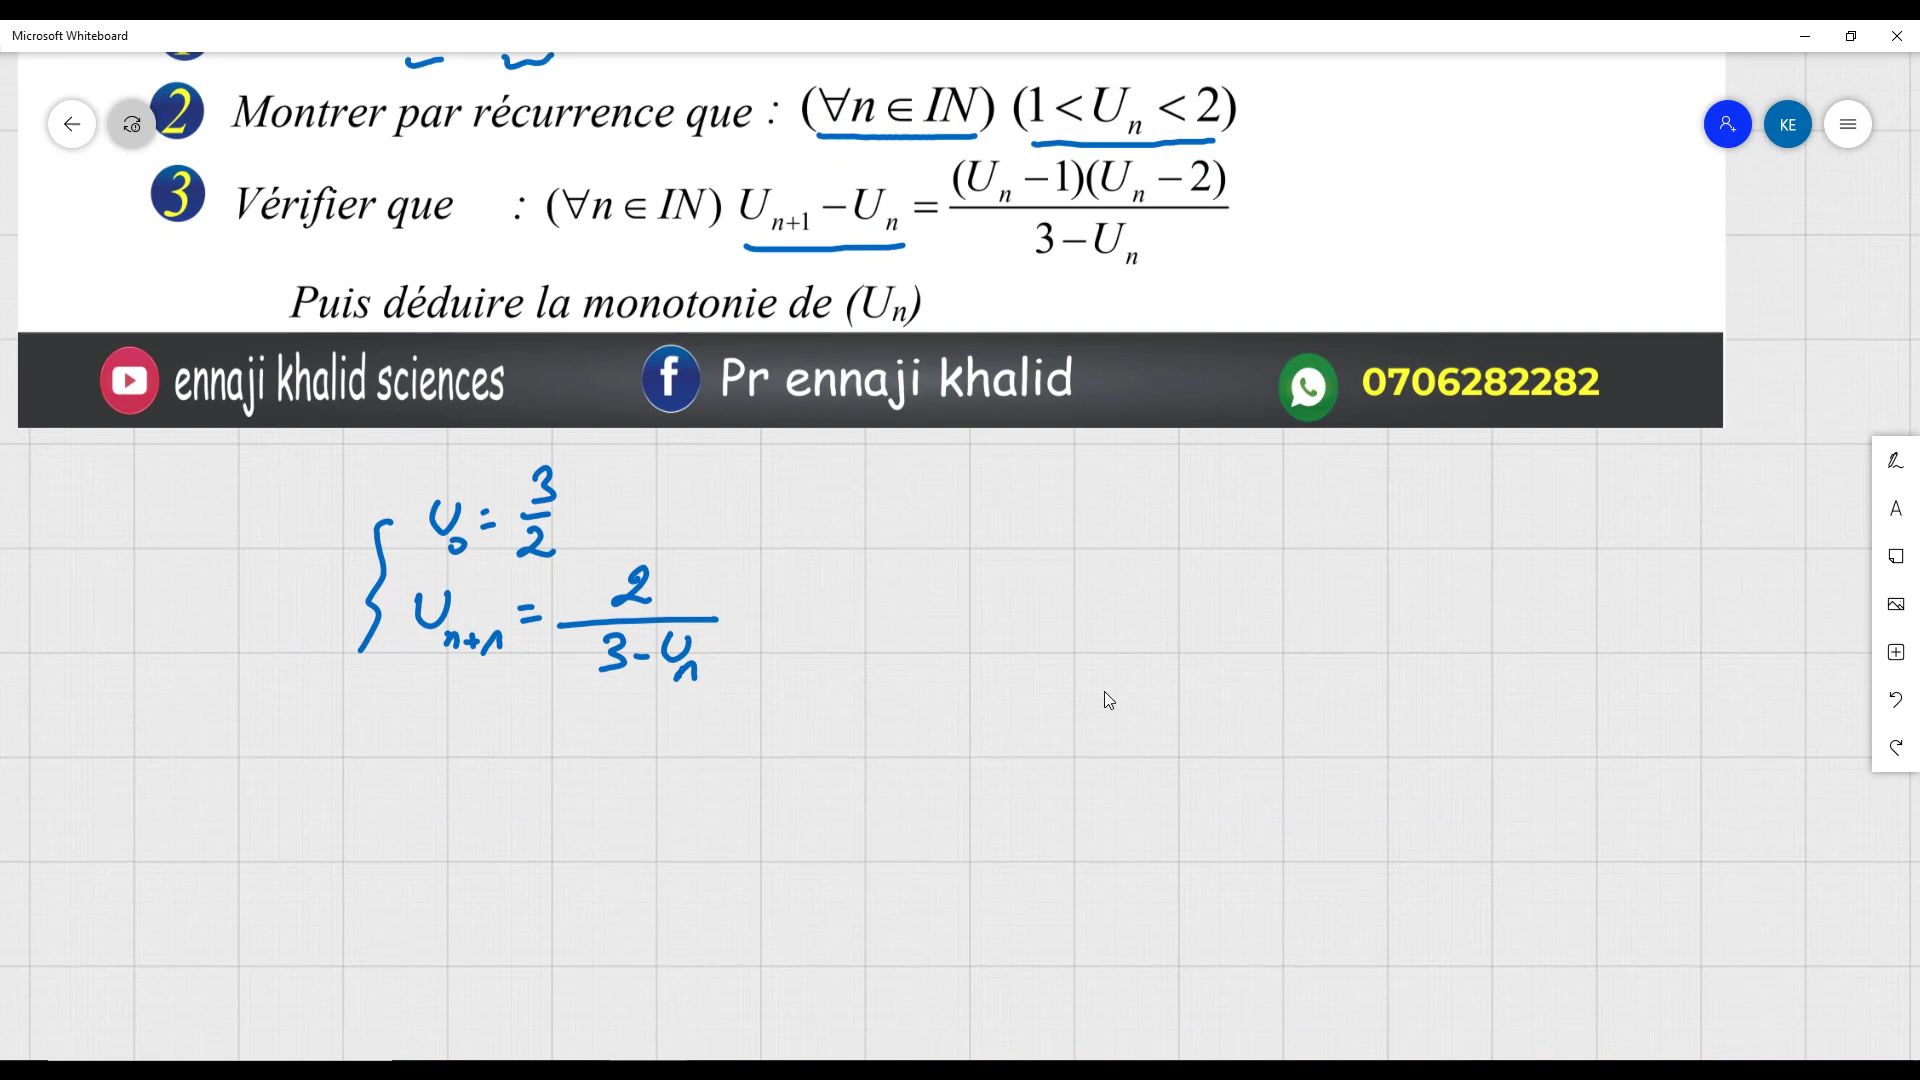 Microsoft Whiteboard
2 Montrer par récurrence que : (∀n ∈ IN) (1 < Uₙ < 2)
KE
3 Vérifier que : (∀n ∈ IN) Uₙ₊₁ − Uₙ = (Uₙ − 1)(Uₙ − 2) / 3 − Uₙ
Puis déduire la monotonie de (Uₙ)
ennaji khalid sciences f Pr ennaji khalid 0706282282
U₀ = 3/2
Uₙ₊₁ = 2 / 3 − Uₙ
A